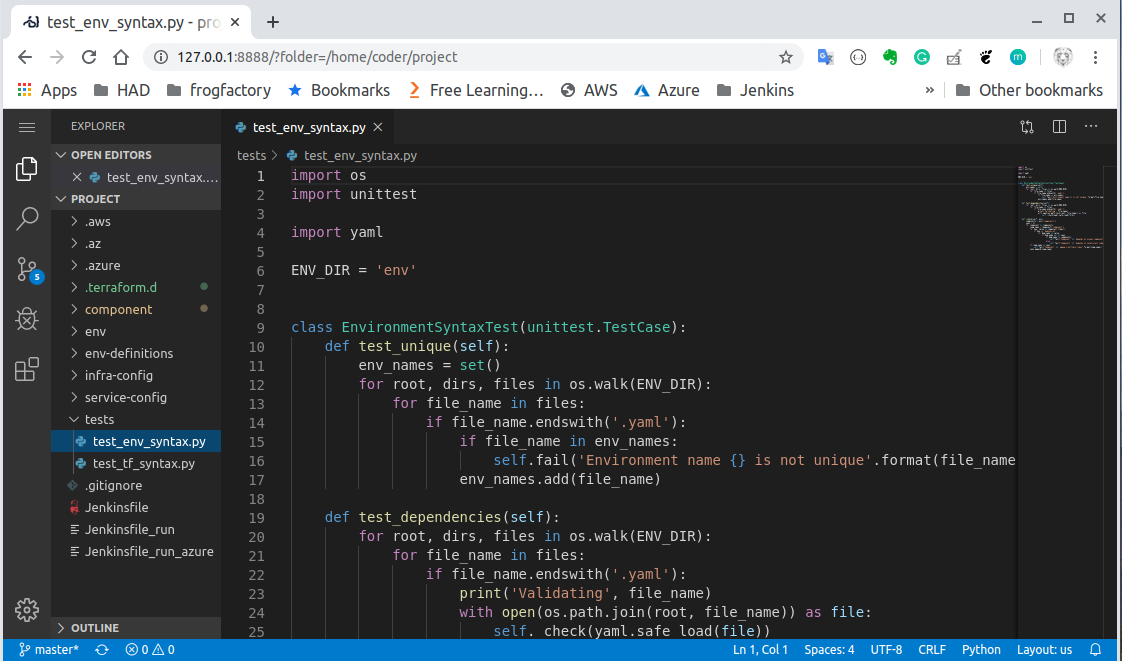 test_env_syntax.py - pro
127.0.0.1:8888/?folder=/home/coder/project
Apps HAD frogfactory Bookmarks Free Learning… AWS Azure Jenkins » Other bookmarks
EXPLORER
OPEN EDITORS
test_env_syntax.…
PROJECT
.aws
.az
.azure
.terraform.d
component
env
env-definitions
infra-config
service-config
tests
test_env_syntax.py
test_tf_syntax.py
.gitignore
Jenkinsfile
Jenkinsfile_run
Jenkinsfile_run_azure
OUTLINE
5
test_env_syntax.py
tests > test_env_syntax.py
1 import os
2 import unittest
3
4 import yaml
5
6 ENV_DIR = 'env'
7
8
9 class EnvironmentSyntaxTest(unittest.TestCase):
10 def test_unique(self):
11 env_names = set()
12 for root, dirs, files in os.walk(ENV_DIR):
13 for file_name in files:
14 if file_name.endswith('.yaml'):
15 if file_name in env_names:
16 self.fail('Environment name {} is not unique'.format(file_name
17 env_names.add(file_name)
18
19 def test_dependencies(self):
20 for root, dirs, files in os.walk(ENV_DIR):
21 for file_name in files:
22 if file_name.endswith('.yaml'):
23 print('Validating', file_name)
24 with open(os.path.join(root, file_name)) as file:
25 self._check(yaml.safe_load(file))
master* 0 0 Ln 1, Col 1 Spaces: 4 UTF-8 CRLF Python Layout: us